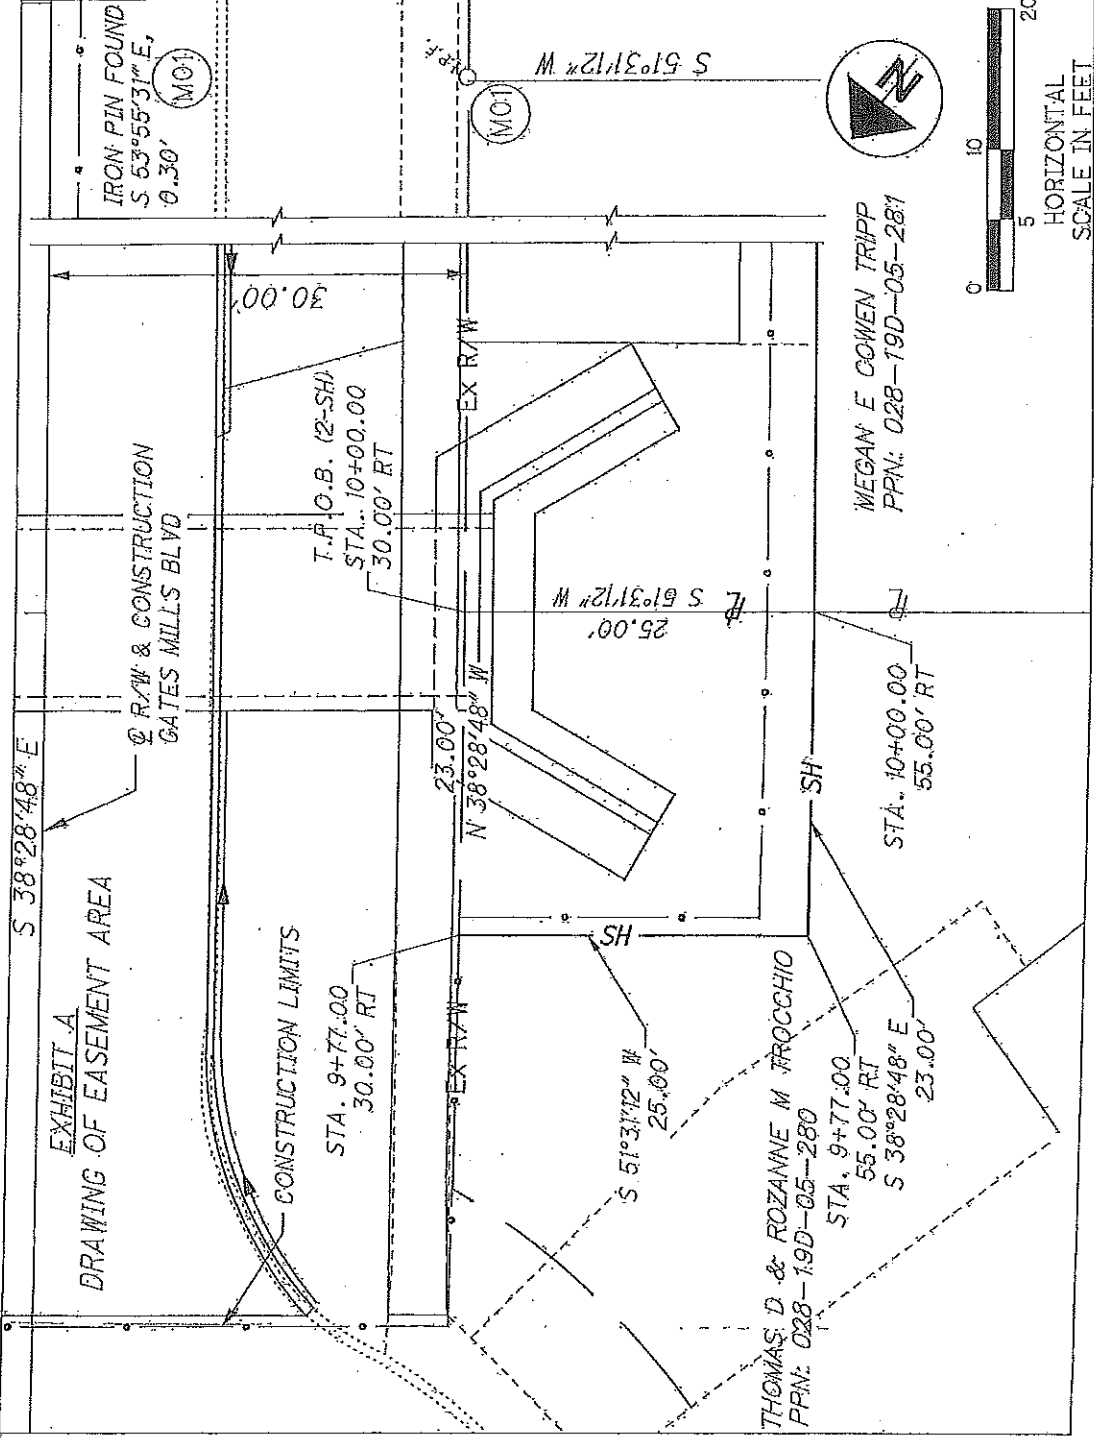 EXHIBIT A
DRAWING OF EASEMENT AREA
S 38°28'48" E
℄ R/W & CONSTRUCTION
GATES MILLS BLVD
IRON PIN FOUND
S 53°55'31" E,
0.30'
M01
I.P.F.
M01
S 51°31'12" W
30.00'
CONSTRUCTION LIMITS
STA. 9+77.00
30.00' RT
EX R/W
T.P.O.B. (2-SH)
STA. 10+00.00
30.00' RT
EX R/W
23.00'
N 38°28'48" W
S 51°31'12" W
25.00'
℄
℄
SH
S 51°31'12" W
25.00'
SH
STA. 9+77.00
55.00' RT
S 38°28'48" E
23.00'
STA. 10+00.00
55.00' RT
THOMAS D. & ROZANNE M TROCCHIO
PPN: 028-19D-05-280
MEGAN E COWEN TRIPP
PPN: 028-19D-05-281
N
0 5 10 20
HORIZONTAL
SCALE IN FEET